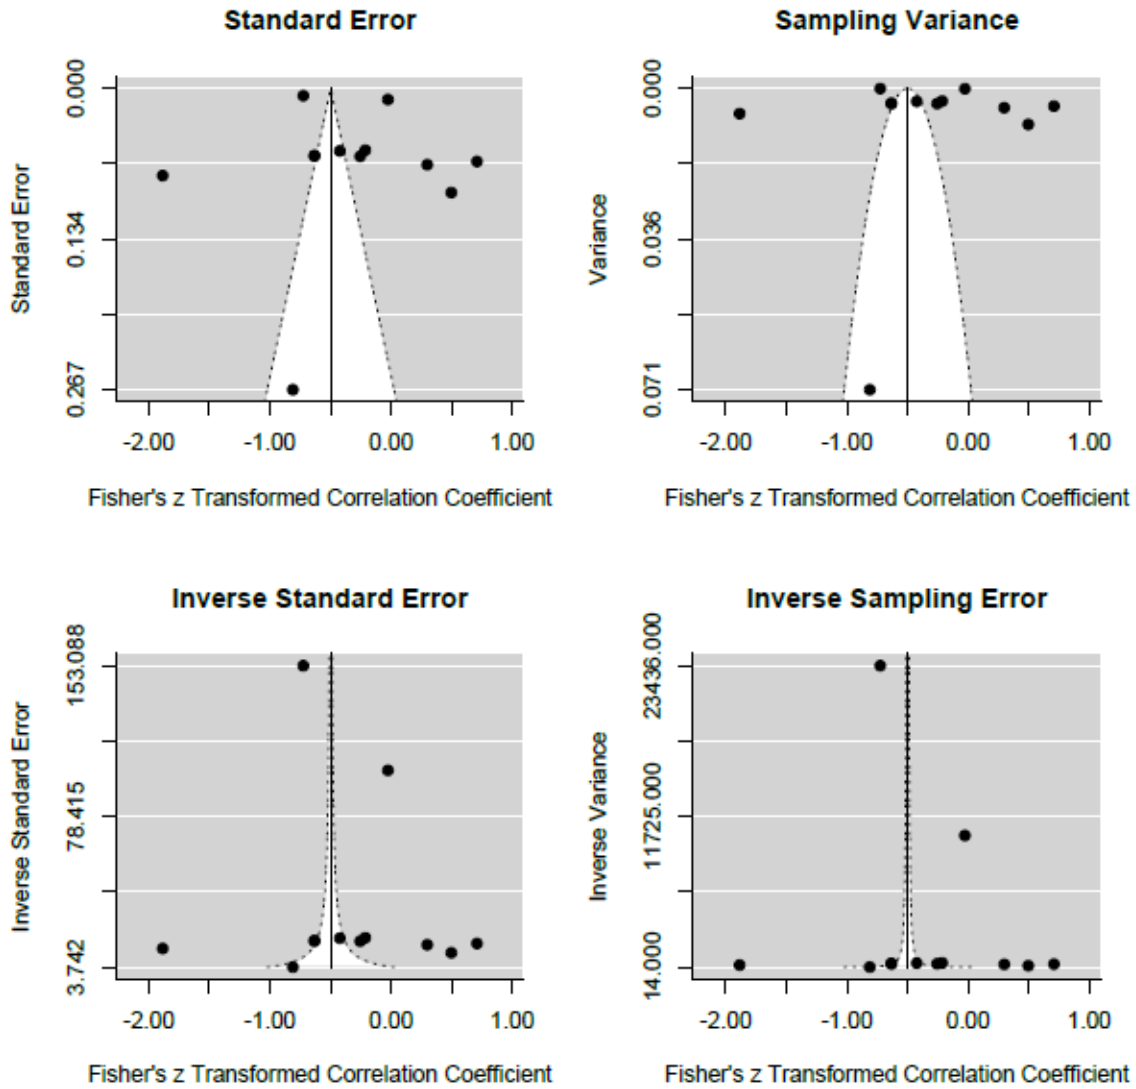 Standard Error
Sampling Variance
Standard Error
0.000
0.134
0.267
-2.00 -1.00 0.00 1.00
Fisher's z Transformed Correlation Coefficient
Variance
0.000
0.036
0.071
-2.00 -1.00 0.00 1.00
Fisher's z Transformed Correlation Coefficient
Inverse Standard Error
Inverse Sampling Error
Inverse Standard Error
153.088
78.415
3.742
-2.00 -1.00 0.00 1.00
Fisher's z Transformed Correlation Coefficient
Inverse Variance
23436.000
11725.000
14.000
-2.00 -1.00 0.00 1.00
Fisher's z Transformed Correlation Coefficient